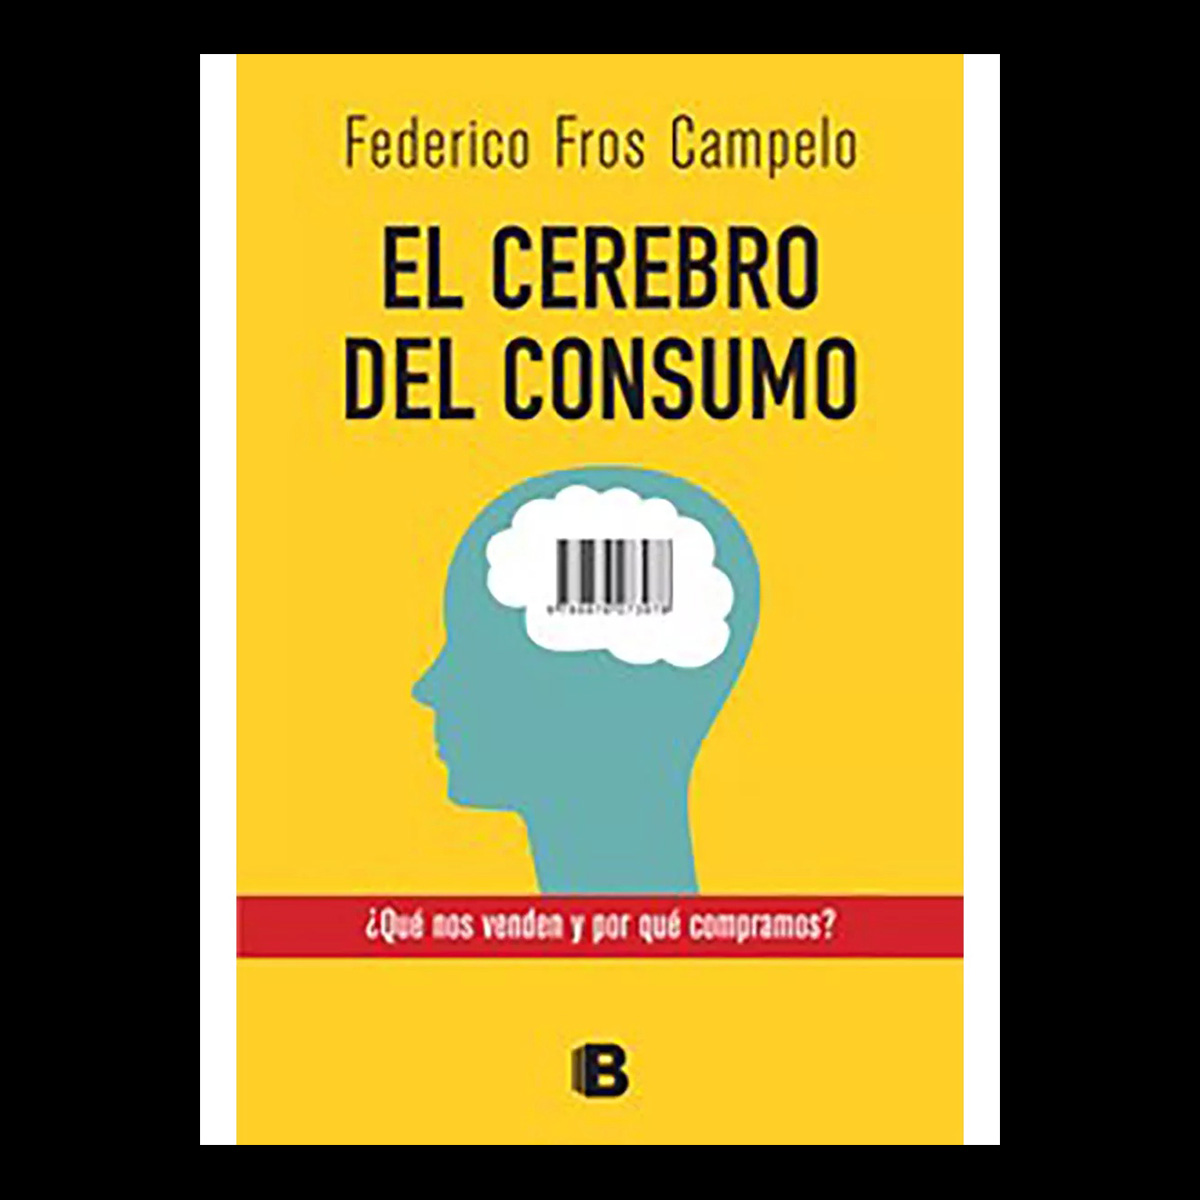 Federico Fros Campelo
EL CEREBRO
DEL CONSUMO
¿Qué nos venden y por qué compramos?
B